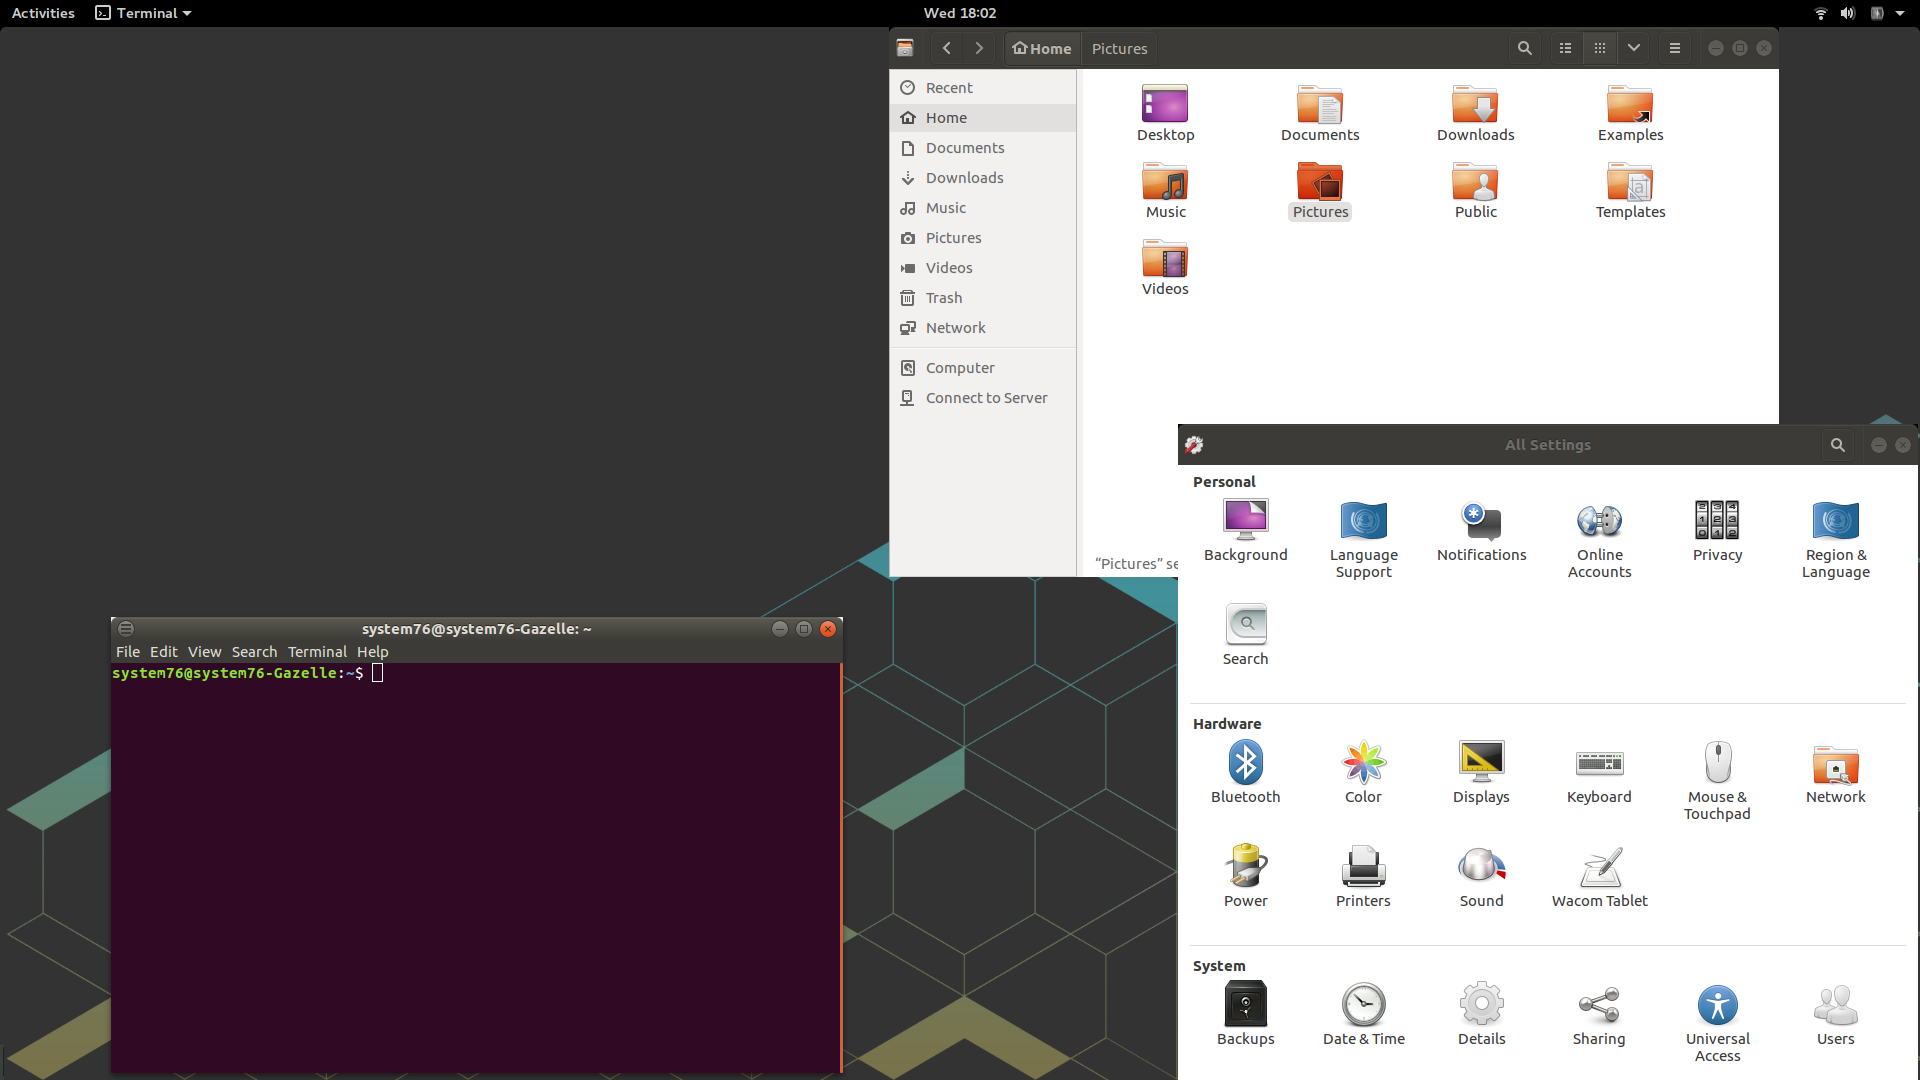 Activities
Terminal
Wed 18:02
Home
Pictures
Recent
Home
Documents
Downloads
Music
Pictures
Videos
Trash
Network
Computer
Connect to Server
Desktop
Documents
Downloads
Examples
Music
Pictures
Public
Templates
Videos
“Pictures” se
All Settings
Personal
Background
Language
Support
Notifications
Online
Accounts
Privacy
Region &
Language
Search
Hardware
Bluetooth
Color
Displays
Keyboard
Mouse &
Touchpad
Network
Power
Printers
Sound
Wacom Tablet
System
Backups
Date & Time
Details
Sharing
Universal
Access
Users
system76@system76-Gazelle: ~
File Edit View Search Terminal Help
system76@system76-Gazelle:~$